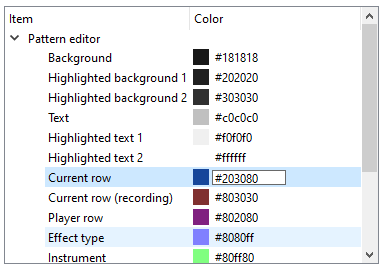 Item Color
Pattern editor
Background #181818
Highlighted background 1 #202020
Highlighted background 2 #303030
Text #c0c0c0
Highlighted text 1 #f0f0f0
Highlighted text 2 #ffffff
Current row #203080
Current row (recording) #803030
Player row #802080
Effect type #8080ff
Instrument #80ff80